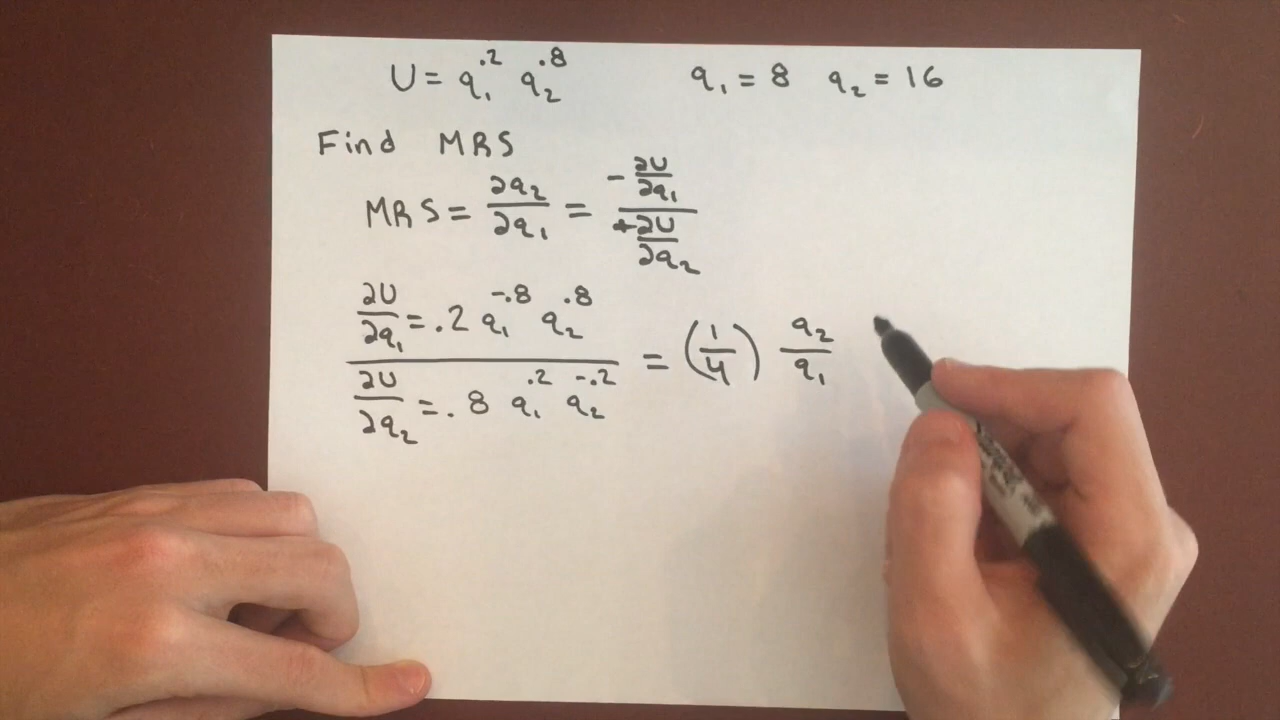 U = q₁^.2 q₂^.8 q₁ = 8 q₂ = 16
Find MRS
MRS = ∂q₂/∂q₁ = (-∂U/∂q₁)/(+∂U/∂q₂)
∂U/∂q₁ = .2 q₁^-.8 q₂^.8
= (1/4) q₂/q₁
∂U/∂q₂ = .8 q₁^.2 q₂^-.2